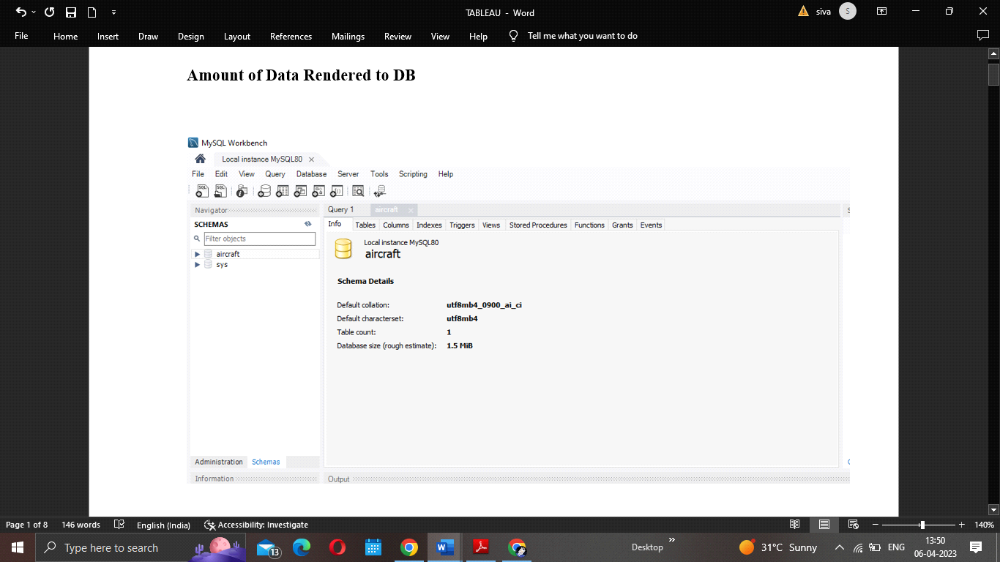 TABLEAU - Word
siva
S
File Home Insert Draw Design Layout References Mailings Review View Help Tell me what you want to do
Amount of Data Rendered to DB
MySQL Workbench
Local instance MySQL80
File Edit View Query Database Server Tools Scripting Help
Navigator
Query 1 aircraft
SCHEMAS
Info Tables Columns Indexes Triggers Views Stored Procedures Functions Grants Events
Filter objects
aircraft
sys
Local instance MySQL80
aircraft
Schema Details
Default collation: utf8mb4_0900_ai_ci
Default characterset: utf8mb4
Table count: 1
Database size (rough estimate): 1.5 MiB
Administration Schemas
Information
Output
Page 1 of 8 146 words English (India) Accessibility: Investigate 140%
Type here to search
13
Desktop
31°C Sunny
ENG
13:50
06-04-2023